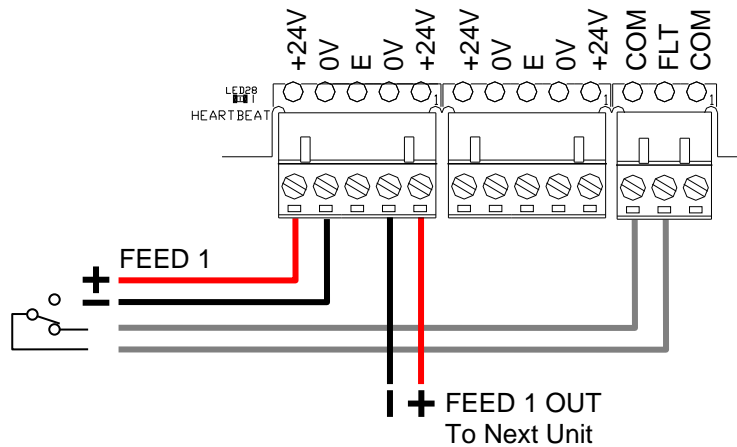 +24V 0V E 0V +24V +24V 0V E 0V +24V COM FLT COM
LED28
1 1 1
HEARTBEAT
+ FEED 1
−
− + FEED 1 OUT
To Next Unit